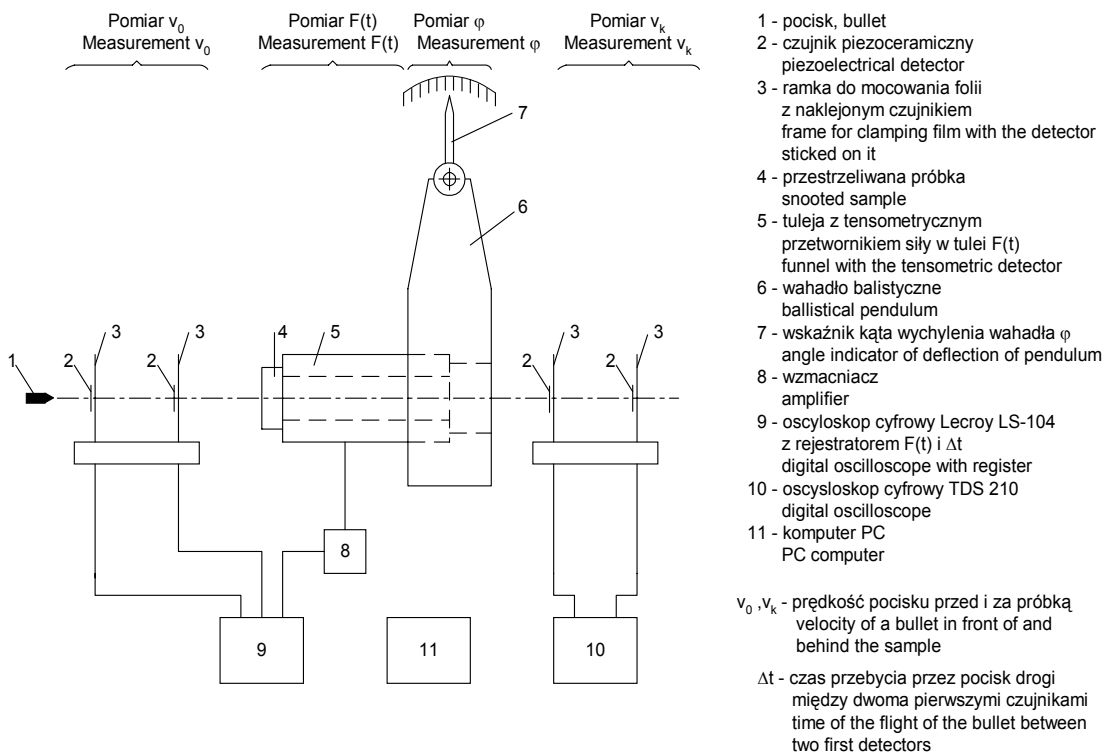 Pomiar v0
Measurement v0
Pomiar F(t)
Measurement F(t)
Pomiar φ
Measurement φ
Pomiar vk
Measurement vk
7
6
3
3
4
5
3
3
1
2
2
2
2
8
9
11
10
1 - pocisk, bullet
2 - czujnik piezoceramiczny
piezoelectrical detector
3 - ramka do mocowania folii
z naklejonym czujnikiem
frame for clamping film with the detector
sticked on it
4 - przestrzeliwana próbka
snooted sample
5 - tuleja z tensometrycznym
przetwornikiem siły w tulei F(t)
funnel with the tensometric detector
6 - wahadło balistyczne
ballistical pendulum
7 - wskaźnik kąta wychylenia wahadła φ
angle indicator of deflection of pendulum
8 - wzmacniacz
amplifier
9 - oscyloskop cyfrowy Lecroy LS-104
z rejestratorem F(t) i Δt
digital oscilloscope with register
10 - oscysloskop cyfrowy TDS 210
digital oscilloscope
11 - komputer PC
PC computer
v0 ,vk - prędkość pocisku przed i za próbką
velocity of a bullet in front of and
behind the sample
Δt - czas przebycia przez pocisk drogi
między dwoma pierwszymi czujnikami
time of the flight of the bullet between
two first detectors